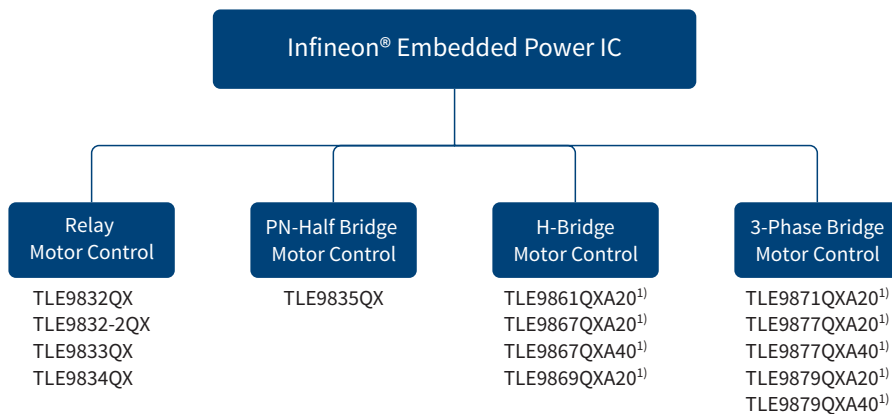 Infineon® Embedded Power IC
Relay
Motor Control
TLE9832QX
TLE9832-2QX
TLE9833QX
TLE9834QX
PN-Half Bridge
Motor Control
TLE9835QX
H-Bridge
Motor Control
TLE9861QXA20¹⁾
TLE9867QXA20¹⁾
TLE9867QXA40¹⁾
TLE9869QXA20¹⁾
3-Phase Bridge
Motor Control
TLE9871QXA20¹⁾
TLE9877QXA20¹⁾
TLE9877QXA40¹⁾
TLE9879QXA20¹⁾
TLE9879QXA40¹⁾